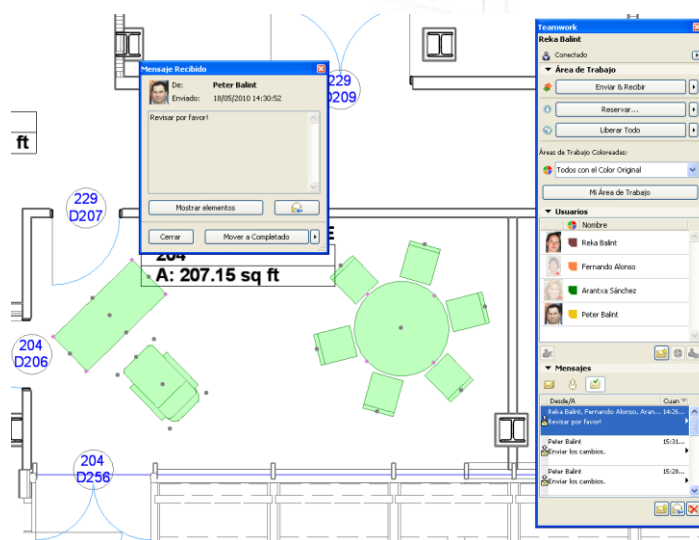 ft
229
D207
204
D206
204
D256
229
D209
E
204
A: 207.15 sq ft
Mensaje Recibido
De: Peter Balint
Enviado: 18/05/2010 14:30:52
Revisar por favor!
Mostrar elementos
Cerrar
Mover a Completado
Teamwork
Reka Balint
Conectado
Área de Trabajo
Enviar & Recibir
Reservar...
Liberar Todo
Áreas de Trabajo Coloreadas:
Todos con el Color Original
Mi Área de Trabajo
Usuarios
Nombre
Reka Balint
Fernando Alonso
Arantxa Sánchez
Peter Balint
Mensajes
Desde/A Cuan
Reka Balint, Fernando Alonso, Aran... 14:26...
Revisar por favor!
Peter Balint 15:31...
Enviar los cambios.
Peter Balint 15:28...
Enviar los cambios.